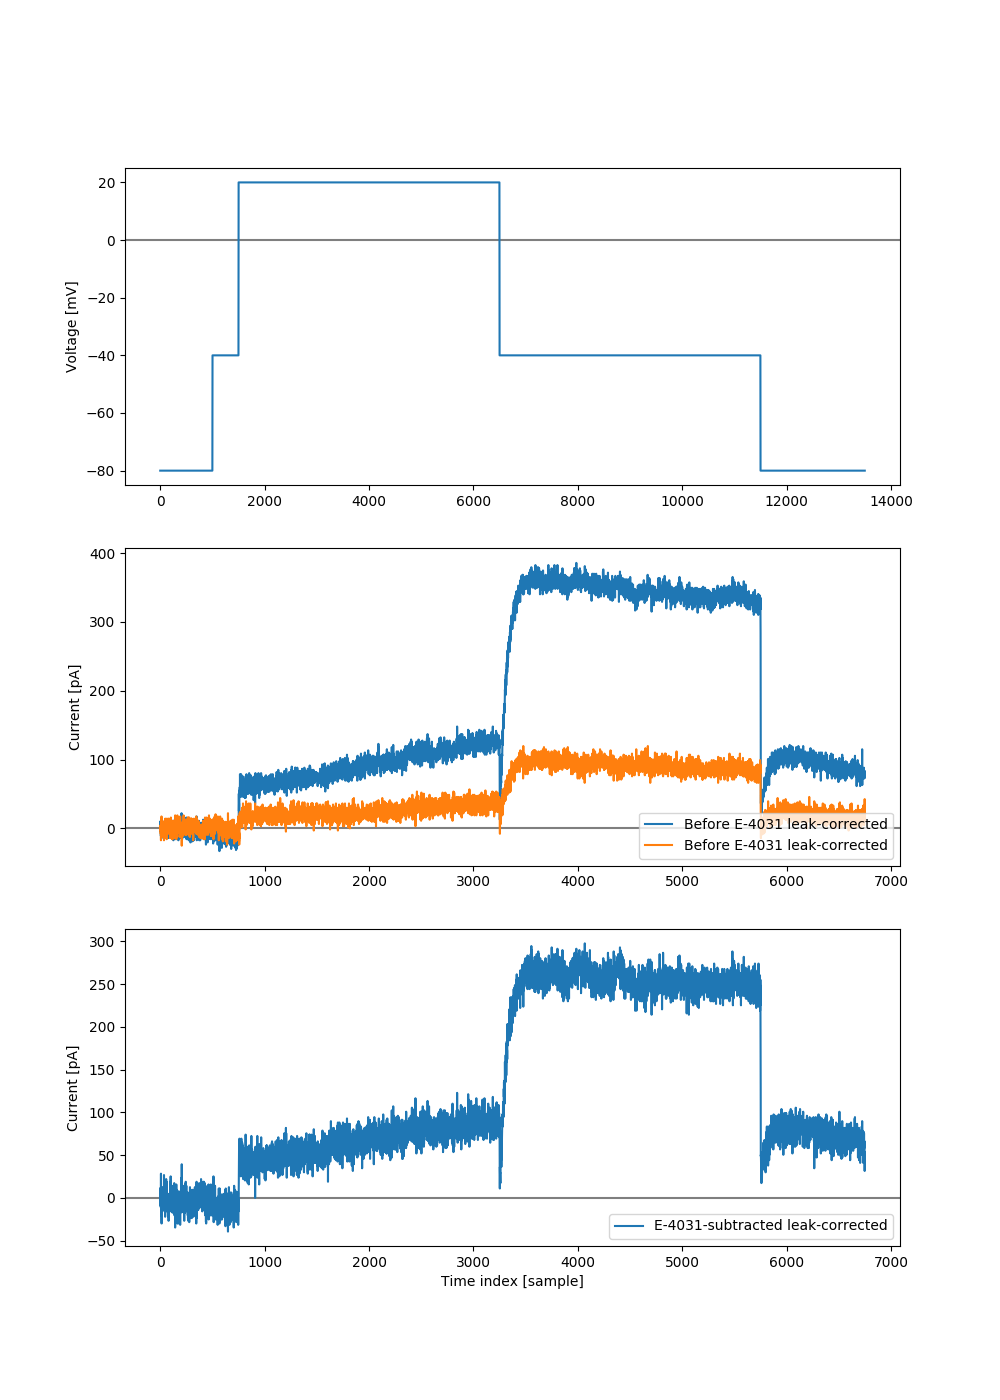 20
0
−20
−40
−60
−80
Voltage [mV]
0 2000 4000 6000 8000 10000 12000 14000
400
300
200
100
0
Current [pA]
Before E-4031 leak-corrected
Before E-4031 leak-corrected
0 1000 2000 3000 4000 5000 6000 7000
300
250
200
150
100
50
0
−50
Current [pA]
E-4031-subtracted leak-corrected
0 1000 2000 3000 4000 5000 6000 7000
Time index [sample]